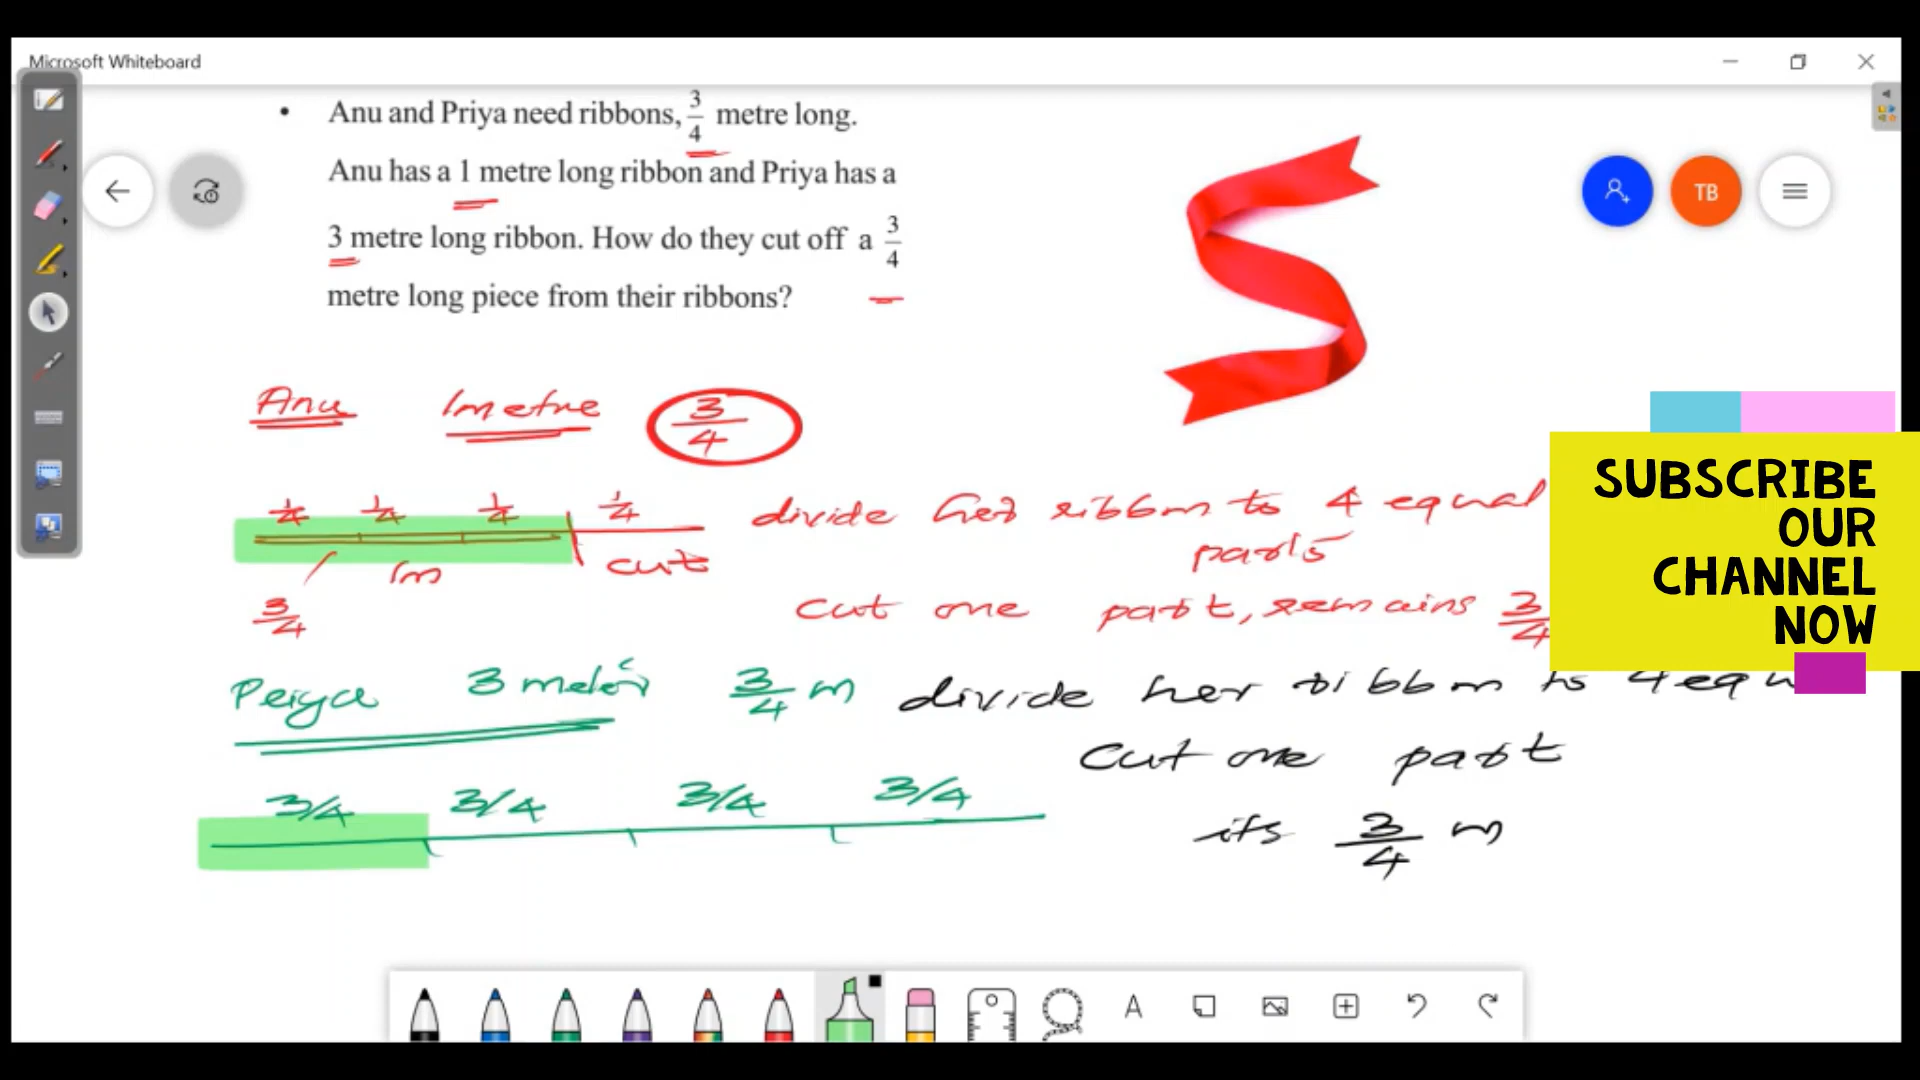 Microsoft Whiteboard
• Anu and Priya need ribbons, 3/4 metre long.
Anu has a 1 metre long ribbon and Priya has a
3 metre long ribbon. How do they cut off a 3/4
metre long piece from their ribbons?
TB
Anu 1metre 3/4
1/4 1/4 1/4 1/4
1m cut
3/4
divide her ribbon to 4 equal
parts
cut one part, remains 3/4
SUBSCRIBE
OUR
CHANNEL
NOW
Priya 3 meter 3/4 m
divide her ribbon to 4 equ
3/4 3/4 3/4 3/4
cut one part
its 3/4 m
A